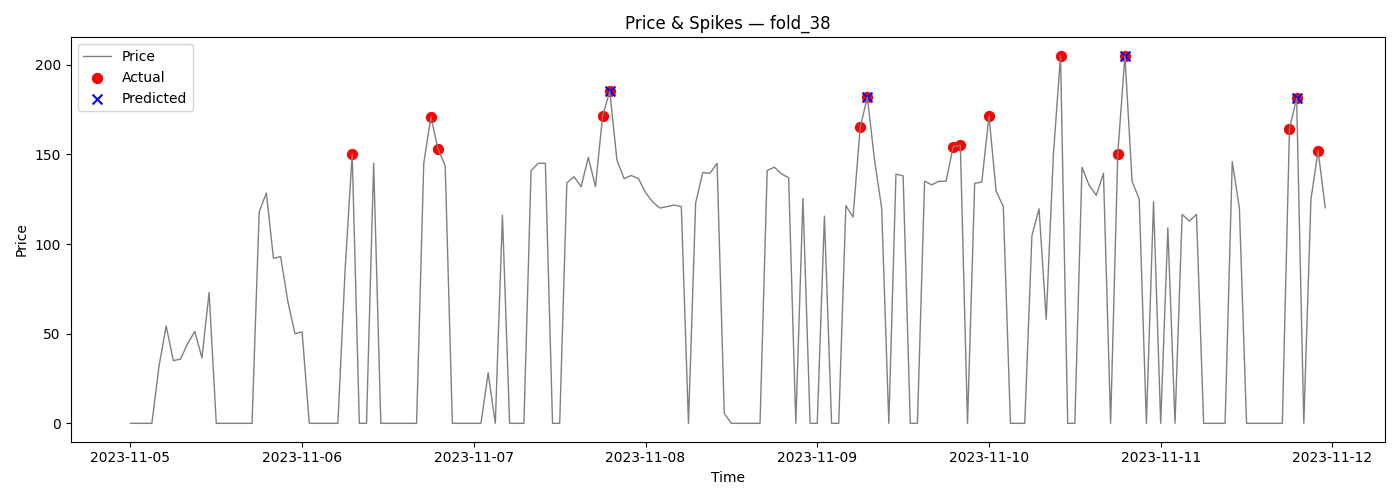 Price & Spikes — fold_38
Price
Actual
Predicted
Price
200
150
100
50
0
2023-11-05
2023-11-06
2023-11-07
2023-11-08
2023-11-09
2023-11-10
2023-11-11
2023-11-12
Time